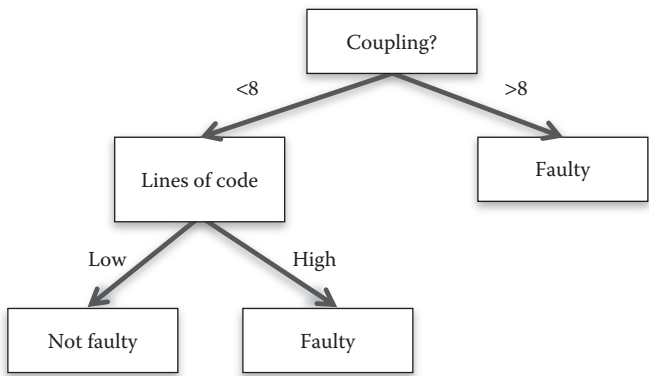 Coupling?
<8
>8
Lines of code
Faulty
Low
High
Not faulty
Faulty